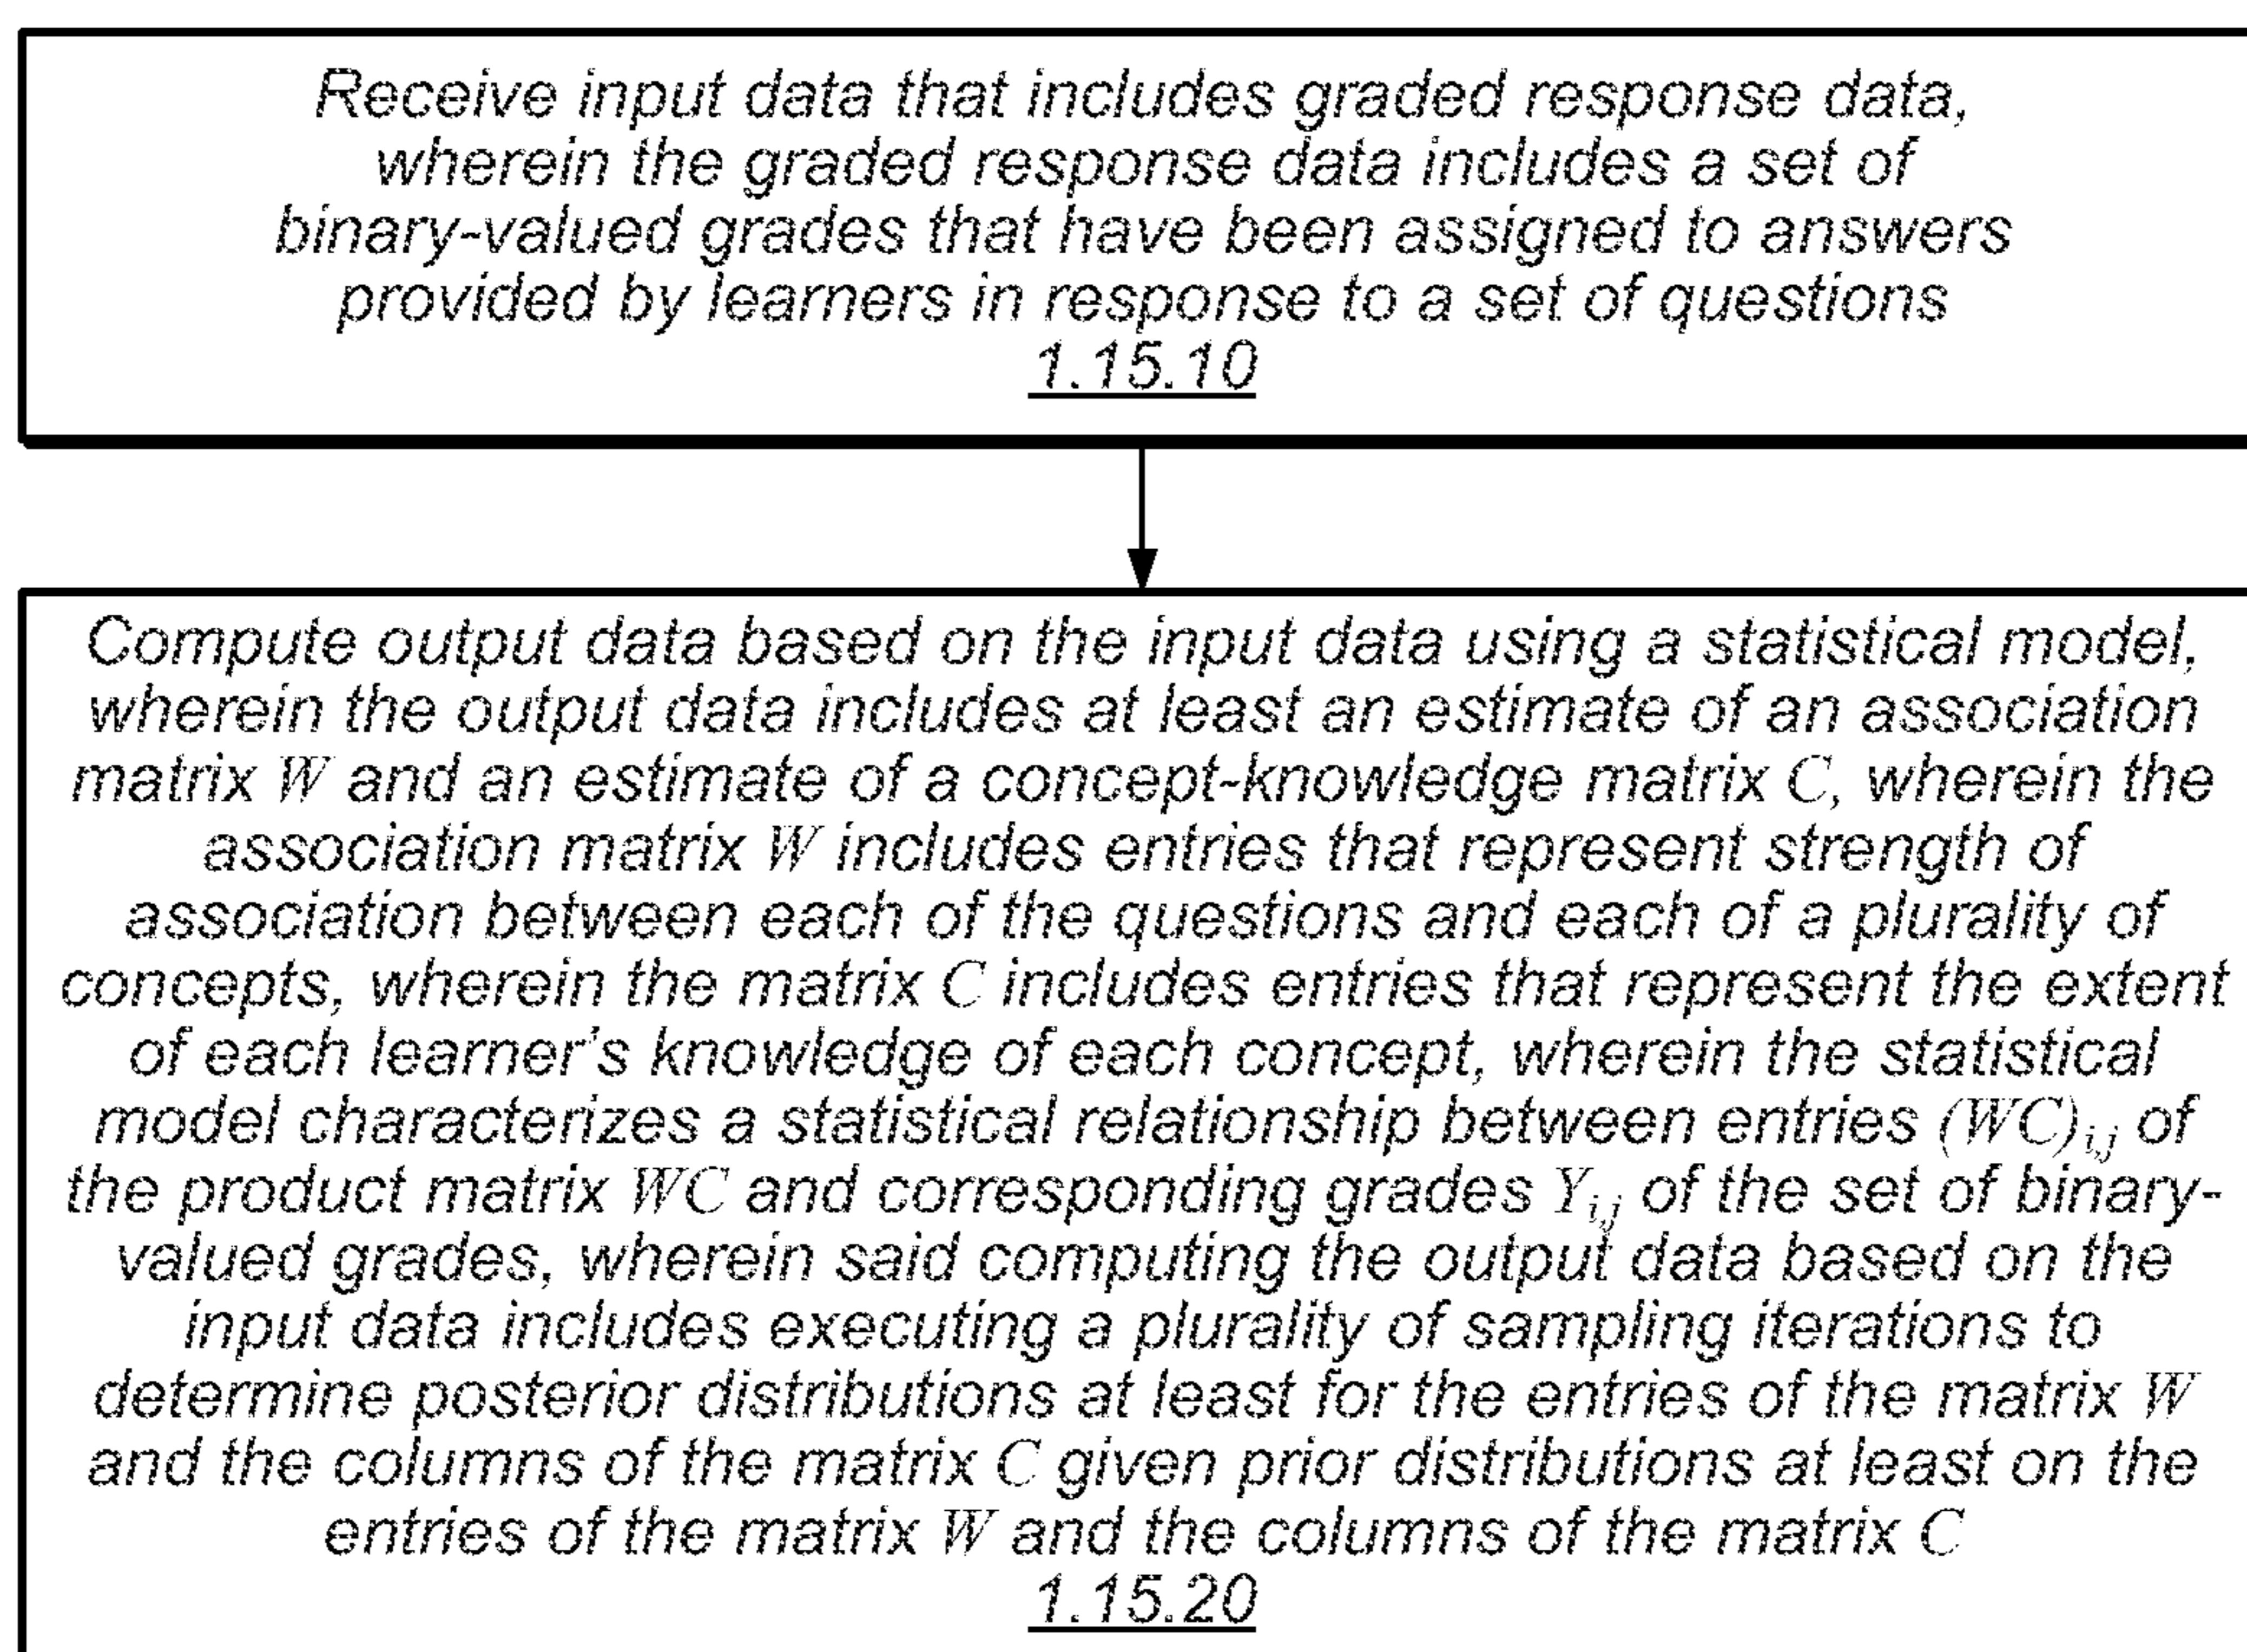 Receive input data that includes graded response data,
wherein the graded response data includes a set of
binary-valued grades that have been assigned to answers
provided by learners in response to a set of questions
1.15.10
Compute output data based on the input data using a statistical model,
wherein the output data includes at least an estimate of an association
matrix W and an estimate of a concept-knowledge matrix C, wherein the
association matrix W includes entries that represent strength of
association between each of the questions and each of a plurality of
concepts, wherein the matrix C includes entries that represent the extent
of each learner's knowledge of each concept, wherein the statistical
model characterizes a statistical relationship between entries (WC)i,j of
the product matrix WC and corresponding grades Yi,j of the set of binary-
valued grades, wherein said computing the output data based on the
input data includes executing a plurality of sampling iterations to
determine posterior distributions at least for the entries of the matrix W
and the columns of the matrix C given prior distributions at least on the
entries of the matrix W and the columns of the matrix C
1.15.20